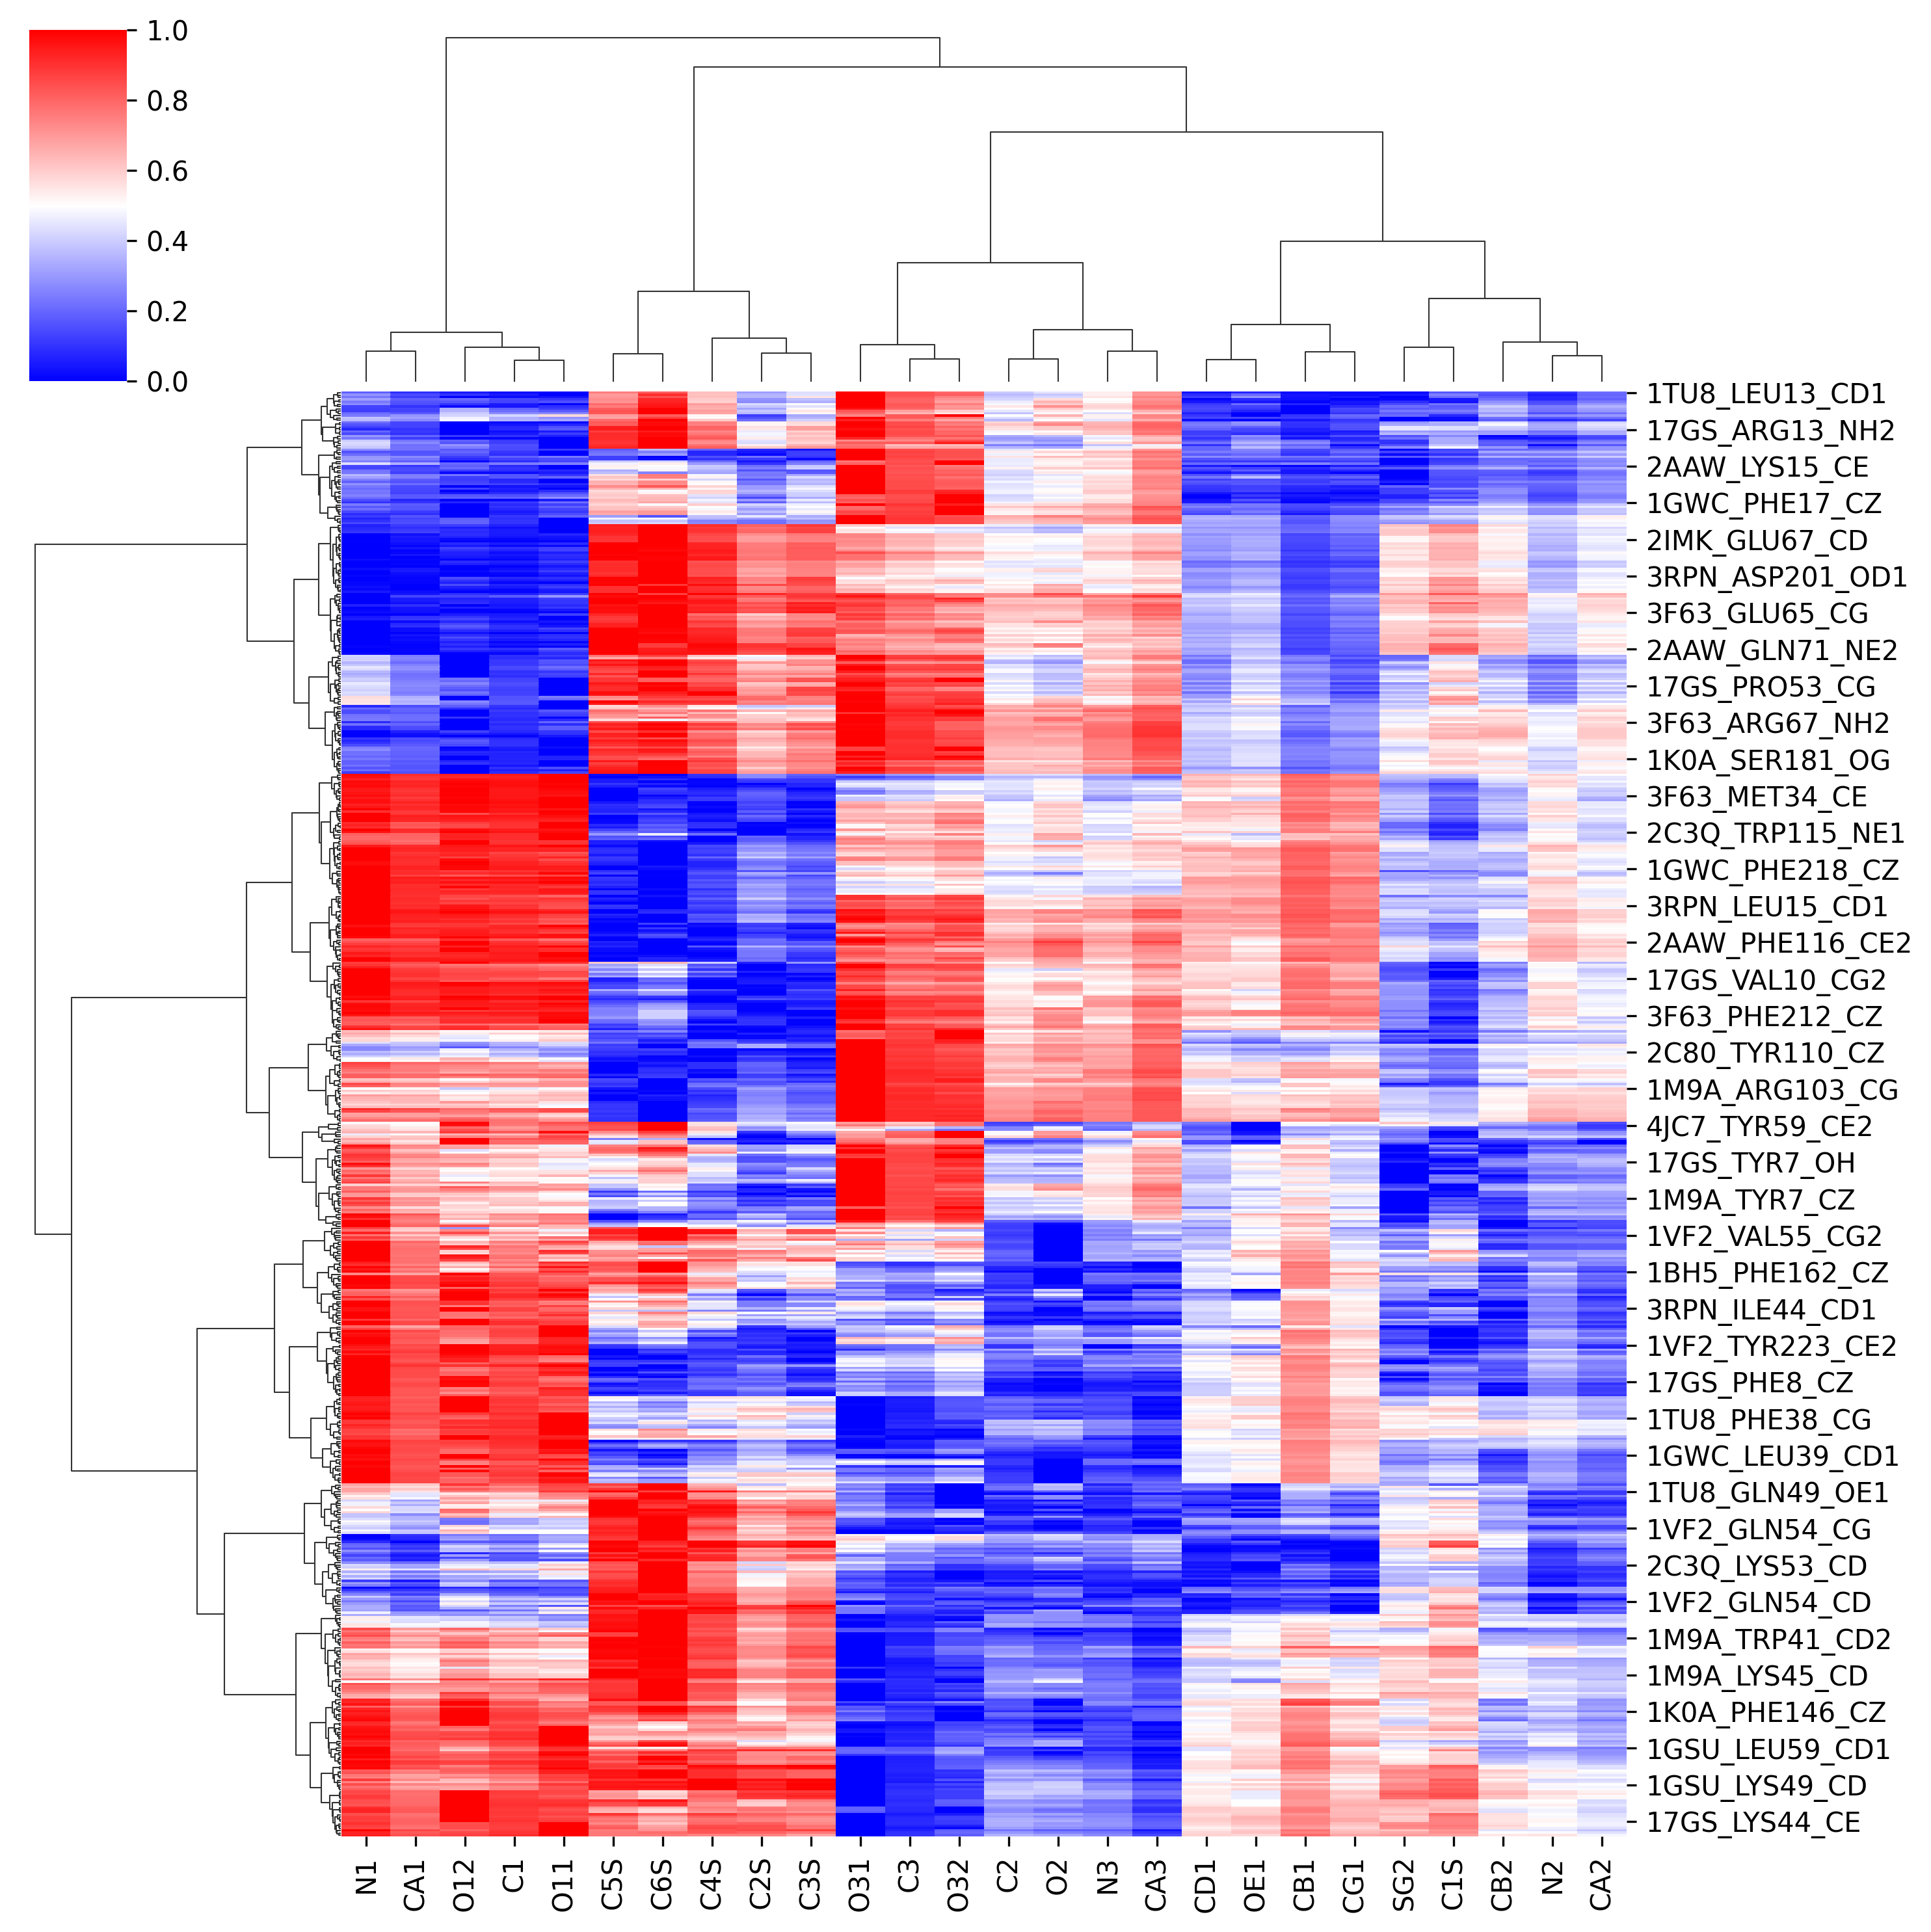 1.0
0.8
0.6
0.4
0.2
0.0
1TU8_LEU13_CD1
17GS_ARG13_NH2
2AAW_LYS15_CE
1GWC_PHE17_CZ
2IMK_GLU67_CD
3RPN_ASP201_OD1
3F63_GLU65_CG
2AAW_GLN71_NE2
17GS_PRO53_CG
3F63_ARG67_NH2
1K0A_SER181_OG
3F63_MET34_CE
2C3Q_TRP115_NE1
1GWC_PHE218_CZ
3RPN_LEU15_CD1
2AAW_PHE116_CE2
17GS_VAL10_CG2
3F63_PHE212_CZ
2C80_TYR110_CZ
1M9A_ARG103_CG
4JC7_TYR59_CE2
17GS_TYR7_OH
1M9A_TYR7_CZ
1VF2_VAL55_CG2
1BH5_PHE162_CZ
3RPN_ILE44_CD1
1VF2_TYR223_CE2
17GS_PHE8_CZ
1TU8_PHE38_CG
1GWC_LEU39_CD1
1TU8_GLN49_OE1
1VF2_GLN54_CG
2C3Q_LYS53_CD
1VF2_GLN54_CD
1M9A_TRP41_CD2
1M9A_LYS45_CD
1K0A_PHE146_CZ
1GSU_LEU59_CD1
1GSU_LYS49_CD
17GS_LYS44_CE
N1
CA1
O12
C1
O11
C5S
C6S
C4S
C2S
C3S
O31
C3
O32
C2
O2
N3
CA3
CD1
OE1
CB1
CG1
SG2
C1S
CB2
N2
CA2